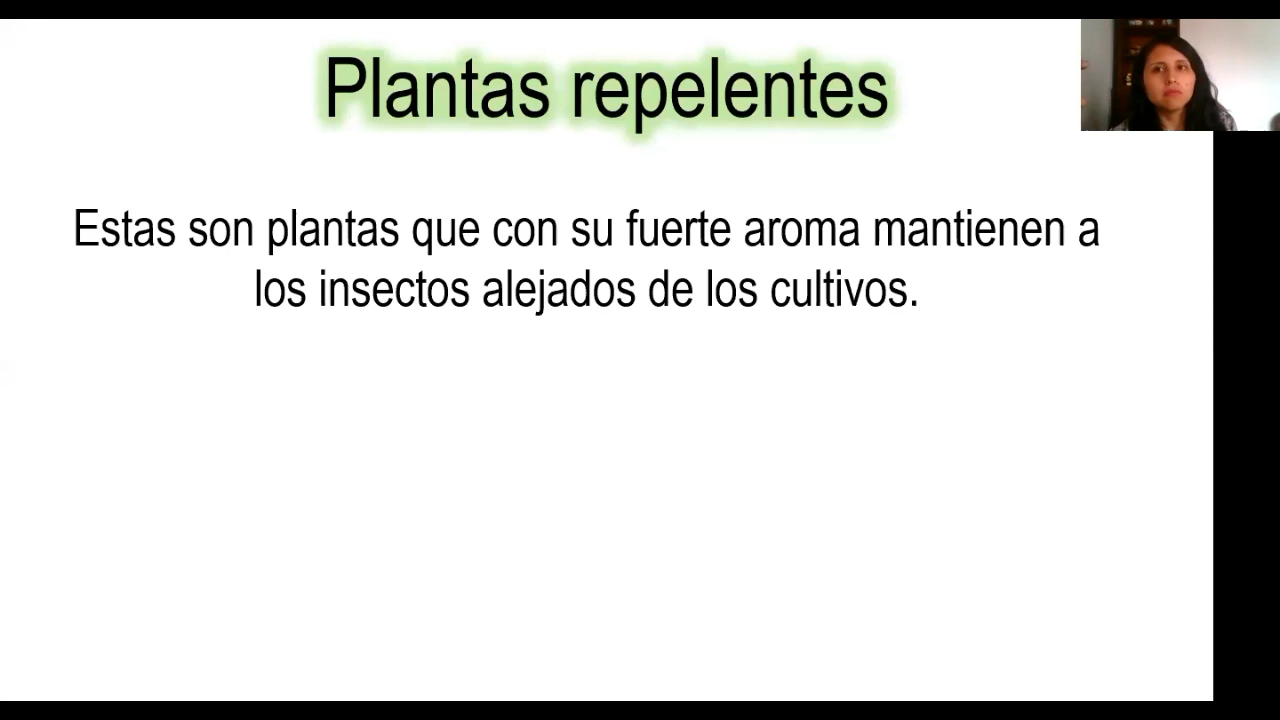 Plantas repelentes
Estas son plantas que con su fuerte aroma mantienen a
los insectos alejados de los cultivos.